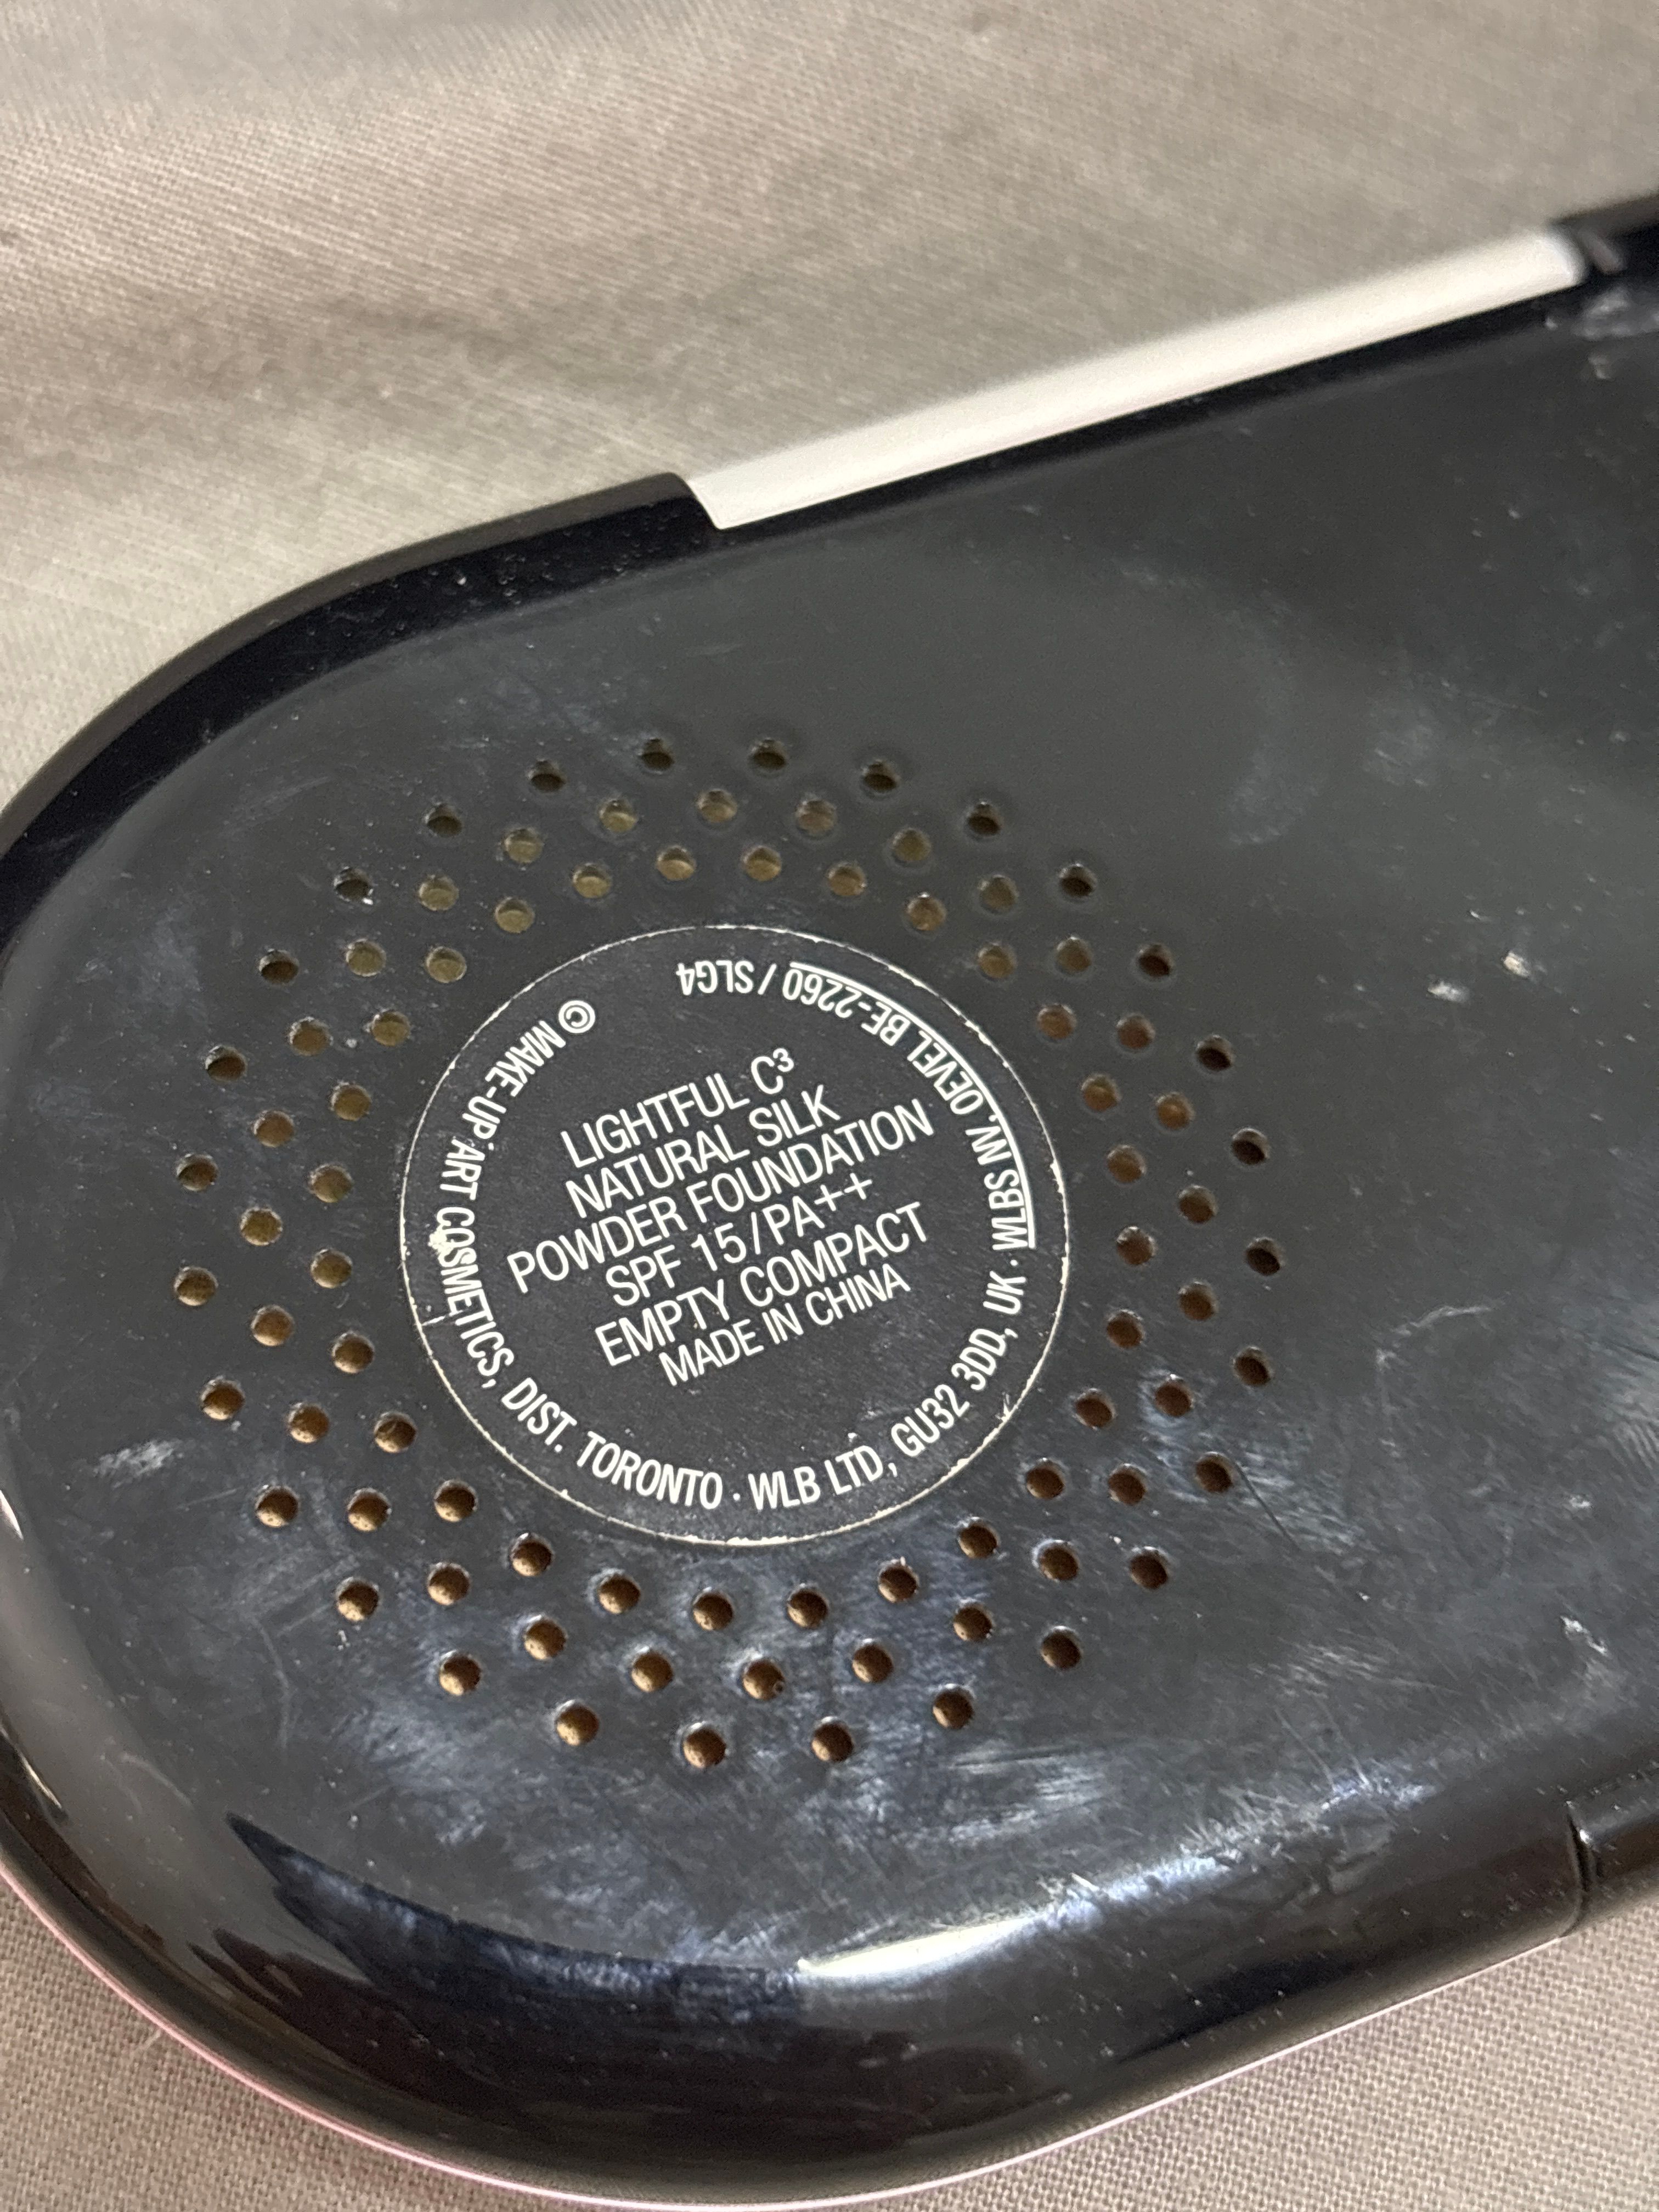 LIGHTFUL C³
NATURAL SILK
POWDER FOUNDATION
SPF 15/PA++
EMPTY COMPACT
MADE IN CHINA
© MAKE-UP ART COSMETICS, DIST. TORONTO · WLB LTD, GU32 3DD, UK · WLBS NV. OEVEL BE-2260 / SLG4